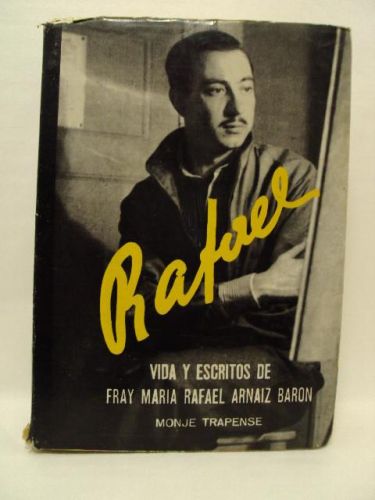 Rafael
VIDA Y ESCRITOS DE
FRAY MARIA RAFAEL ARNAIZ BARON
MONJE TRAPENSE